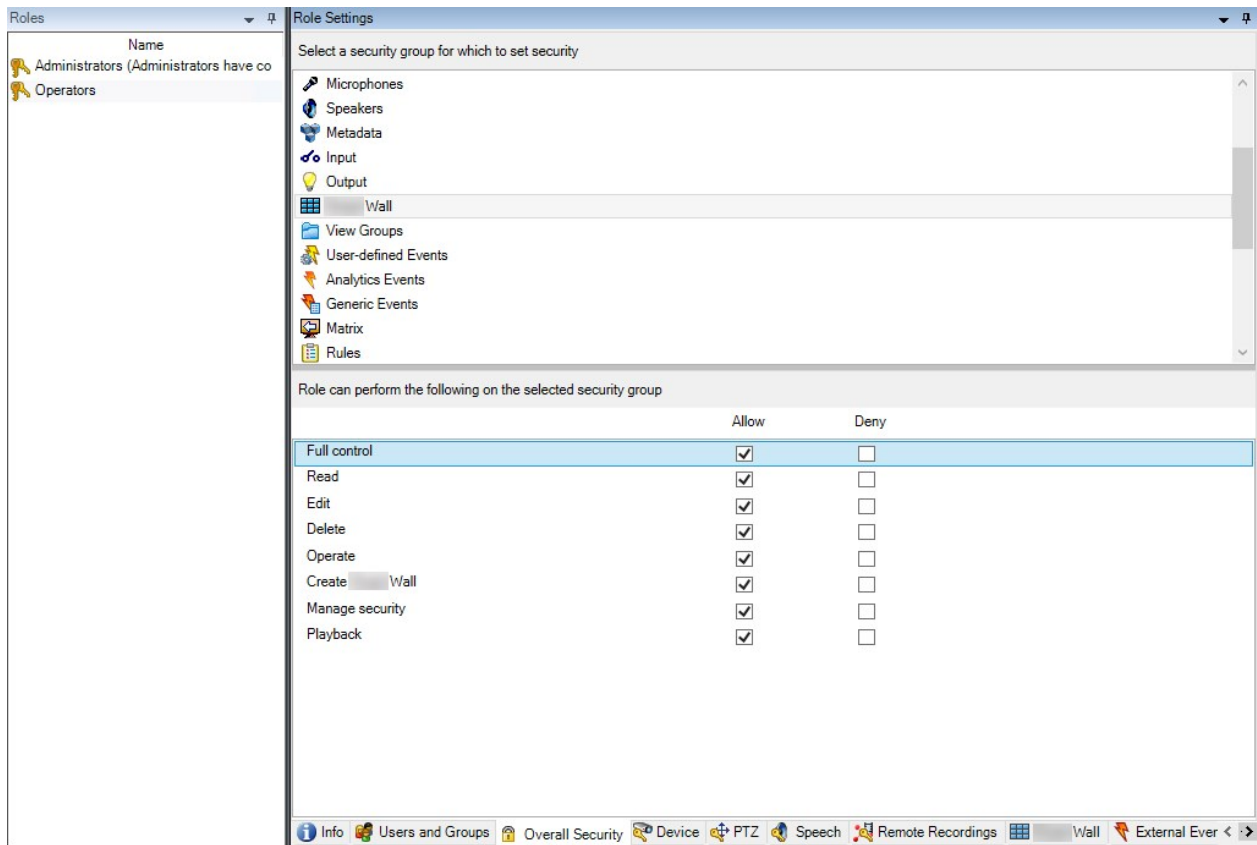 Roles
Name
Administrators (Administrators have co
Operators
Role Settings
Select a security group for which to set security
Microphones
Speakers
Metadata
Input
Output
Wall
View Groups
User-defined Events
Analytics Events
Generic Events
Matrix
Rules
Role can perform the following on the selected security group
Allow Deny
Full control
Read
Edit
Delete
Operate
Create Wall
Manage security
Playback
Info Users and Groups Overall Security Device PTZ Speech Remote Recordings Wall External Ever